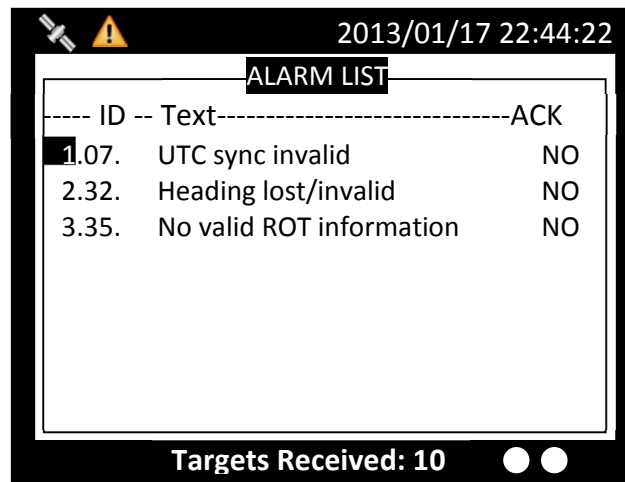 2013/01/17 22:44:22
ALARM LIST
----- ID -- Text-----------------------------ACK
1.07. UTC sync invalid NO
2.32. Heading lost/invalid NO
3.35. No valid ROT information NO
Targets Received: 10